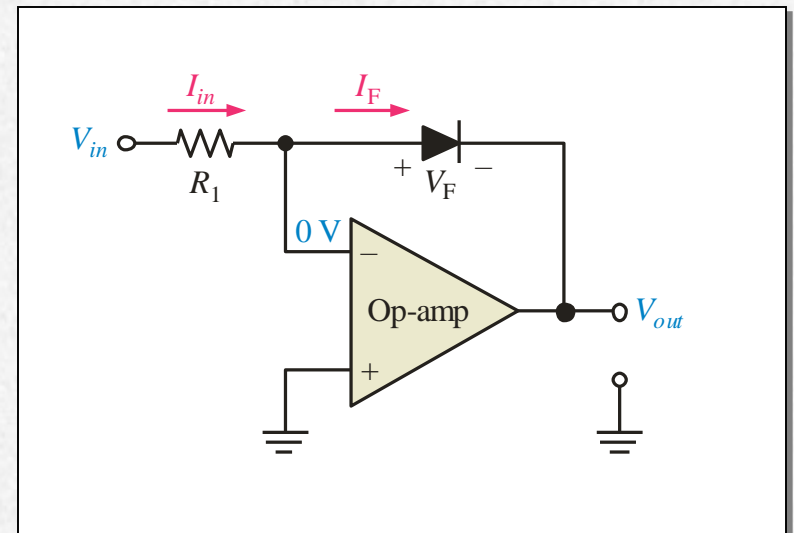 I_in I_F
V_in
R_1
+ V_F −
0 V
−
Op-amp
V_out
+